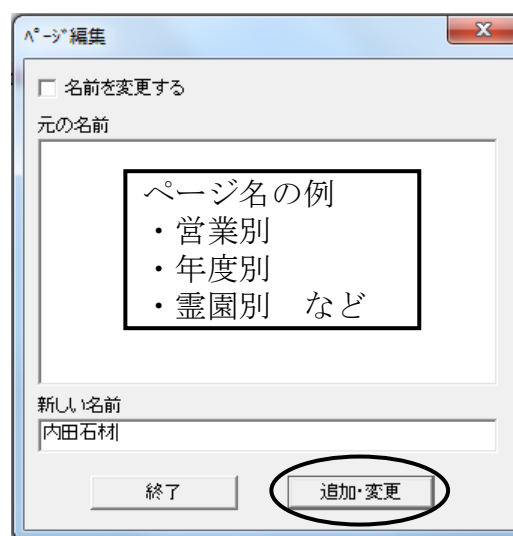 ﾍﾟｰｼﾞ編集
名前を変更する
元の名前
ページ名の例
・営業別
・年度別
・霊園別　など
新しい名前
内田石材
終了
追加･変更